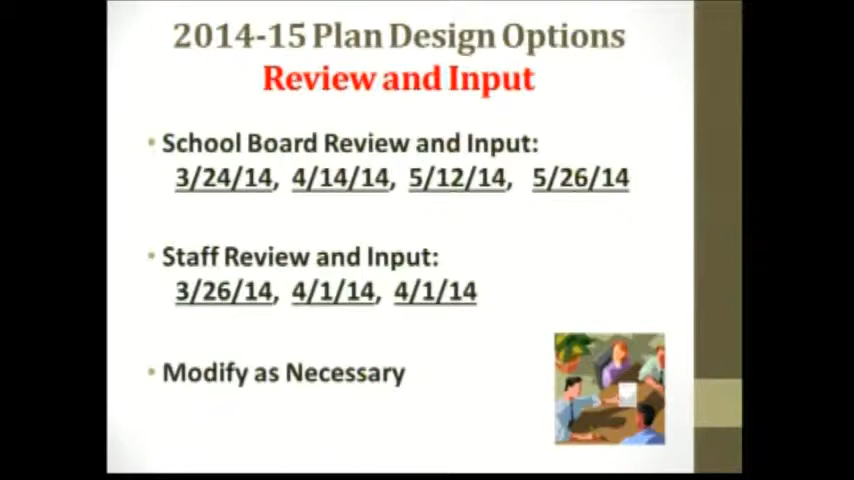 2014-15 Plan Design Options
Review and Input
• School Board Review and Input:
3/24/14, 4/14/14, 5/12/14, 5/26/14
• Staff Review and Input:
3/26/14, 4/1/14, 4/1/14
• Modify as Necessary